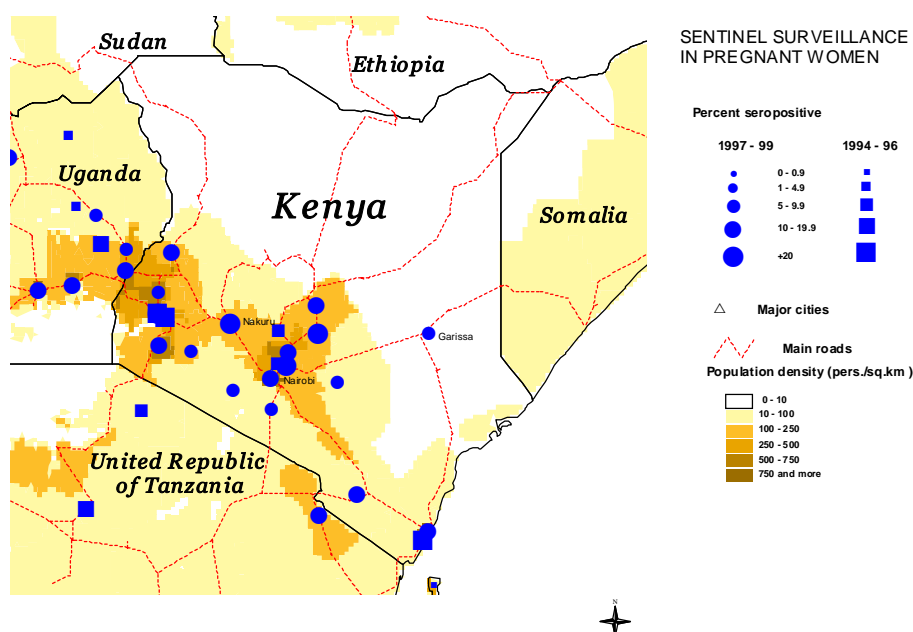 Sudan
Ethiopia
Uganda
Kenya
Somalia
Nakuru
Garissa
Nairobi
United Republic
of Tanzania
SENTINEL SURVEILLANCE
IN PREGNANT WOMEN
Percent seropositive
1997 - 99 1994 - 96
0 - 0.9
1 - 4.9
5 - 9.9
10 - 19.9
+20
Major cities
Main roads
Population density (pers./sq.km )
0 - 10
10 - 100
100 - 250
250 - 500
500 - 750
750 and more
N